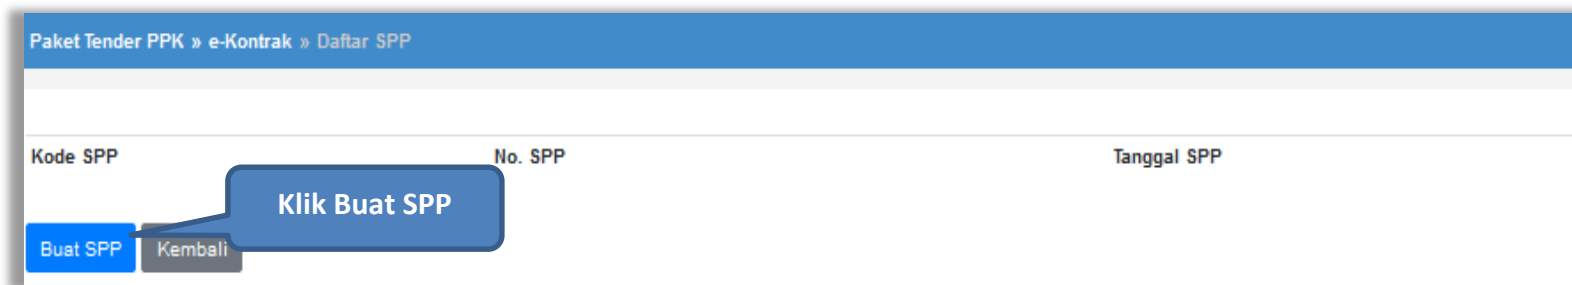 Paket Tender PPK » e-Kontrak » Daftar SPP
Kode SPP No. SPP Tanggal SPP
Klik Buat SPP
Buat SPP Kembali